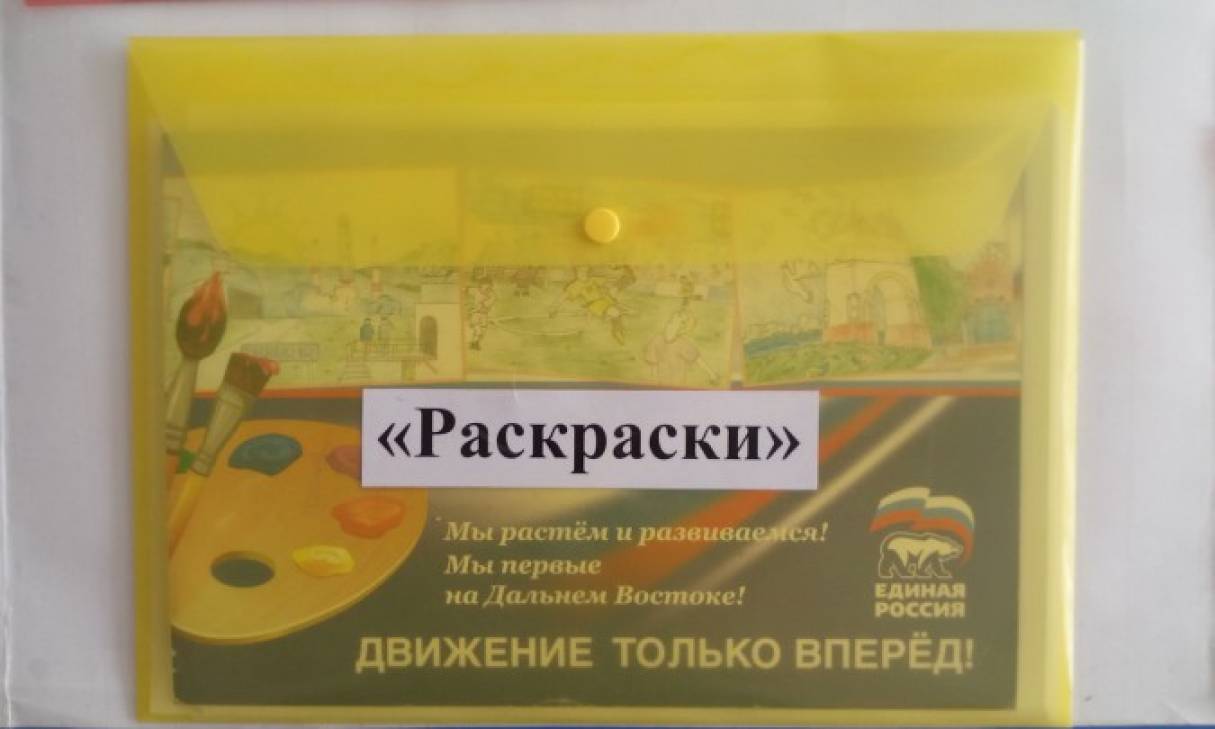 «Раскраски»
Мы растём и развиваемся!
Мы первые
на Дальнем Востоке!
ЕДИНАЯ
РОССИЯ
ДВИЖЕНИЕ ТОЛЬКО ВПЕРЁД!